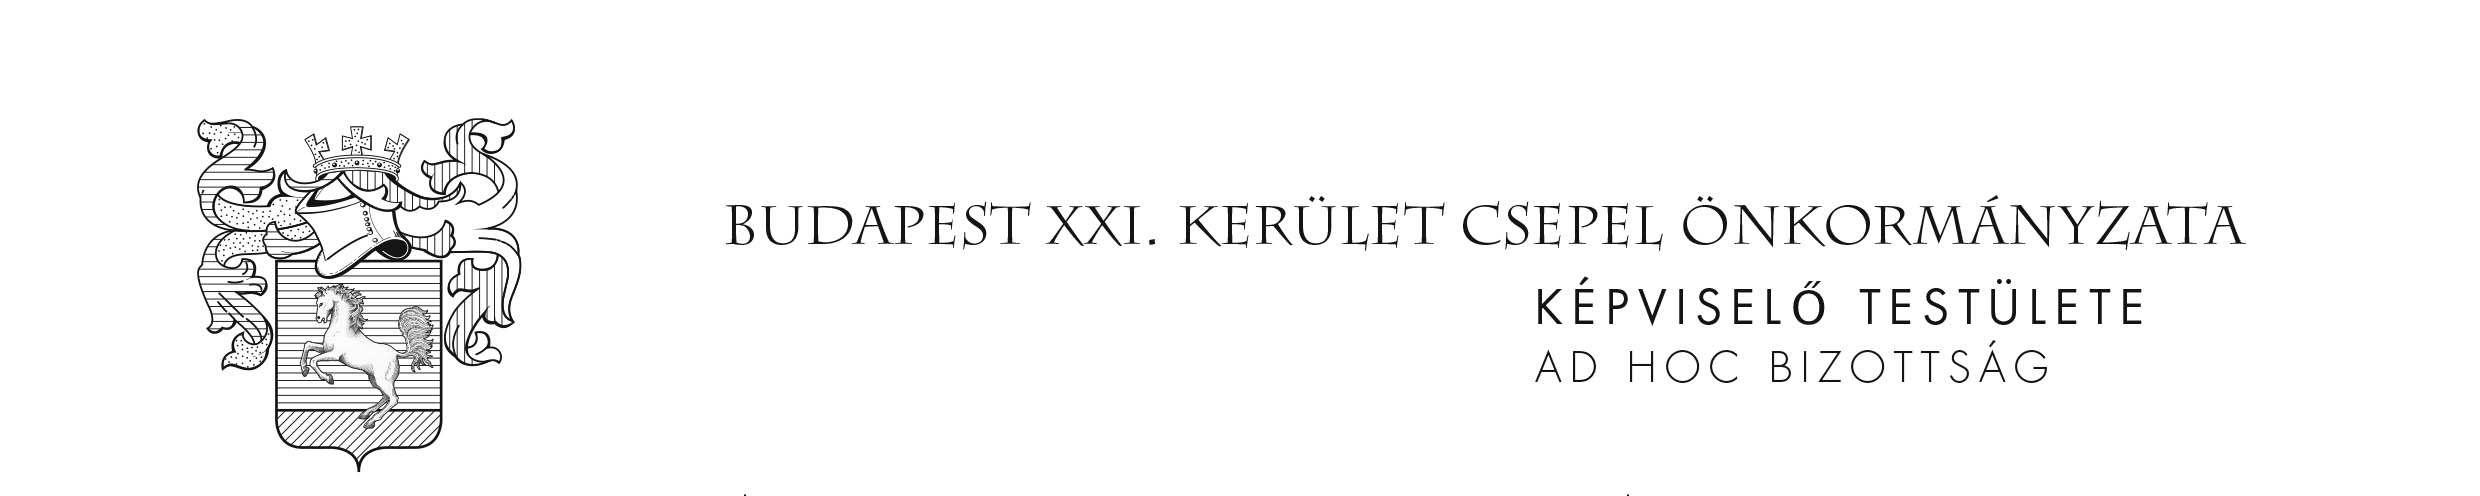 BUDAPEST XXI. KERÜLET CSEPEL ÖNKORMÁNYZATA
KÉPVISELŐ TESTÜLETE
AD HOC BIZOTTSÁG